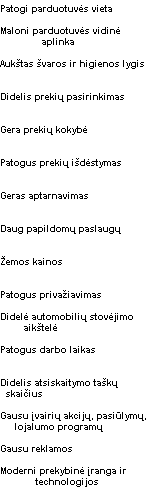 Patogi parduotuvės vieta
Maloni parduotuvės vidinė
aplinka
Aukštas švaros ir higienos lygis
Didelis prekių pasirinkimas
Gera prekių kokybė
Patogus prekių išdėstymas
Geras aptarnavimas
Daug papildomų paslaugų
Žemos kainos
Patogus privažiavimas
Didelė automobilių stovėjimo
aikštelė
Patogus darbo laikas
Didelis atsiskaitymo taškų
skaičius
Gausu įvairių akcijų, pasiūlymų,
lojalumo programų
Gausu reklamos
Moderni prekybinė įranga ir
technologijos